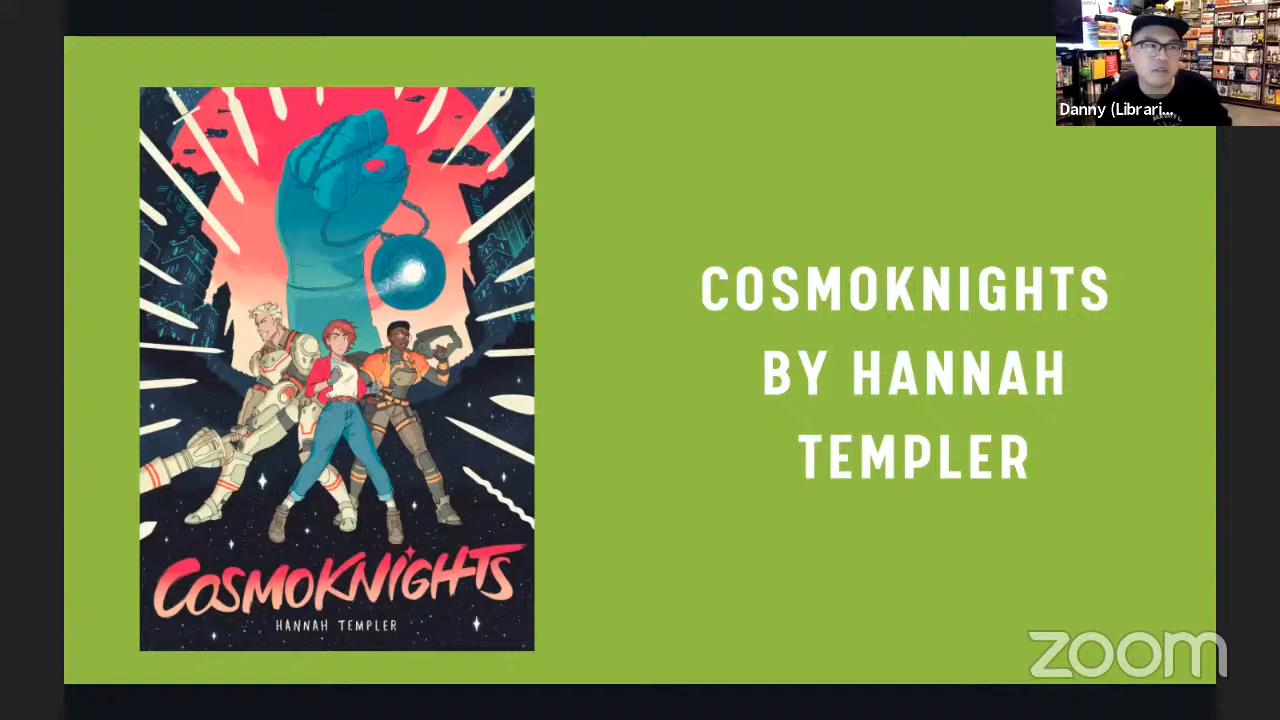 Danny (Librari...
COSMOKNIGHTS
BY HANNAH
TEMPLER
COSMOKNIGHTS
HANNAH TEMPLER
zoom